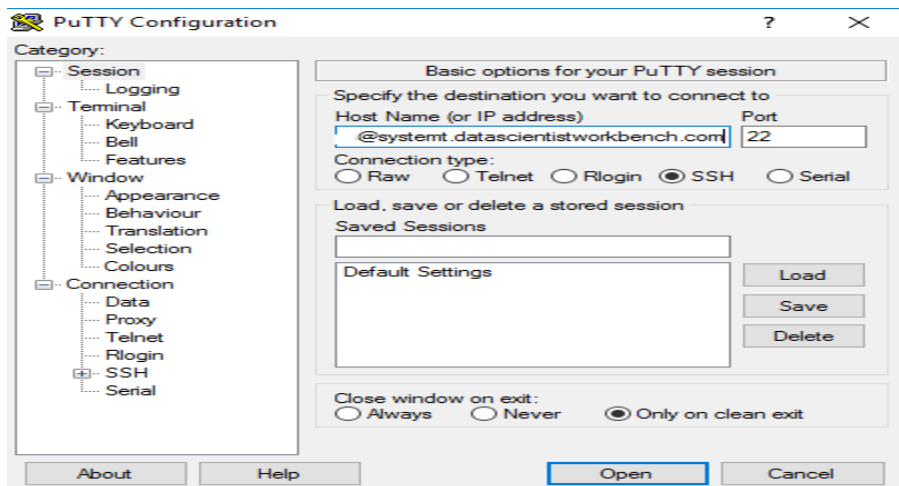 PuTTY Configuration
?
Category:
Session
Logging
Terminal
Keyboard
Bell
Features
Window
Appearance
Behaviour
Translation
Selection
Colours
Connection
Data
Proxy
Telnet
Rlogin
SSH
Serial
Basic options for your PuTTY session
Specify the destination you want to connect to
Host Name (or IP address) Port
@systemt.datascientistworkbench.com 22
Connection type:
Raw Telnet Rlogin SSH Serial
Load, save or delete a stored session
Saved Sessions
Default Settings
Load
Save
Delete
Close window on exit:
Always Never Only on clean exit
About Help Open Cancel